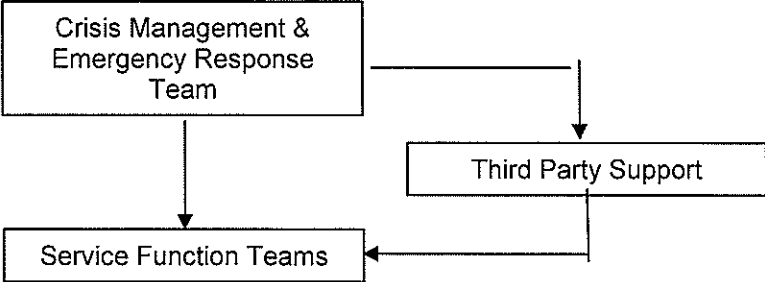 Crisis Management &
Emergency Response
Team
Third Party Support
Service Function Teams